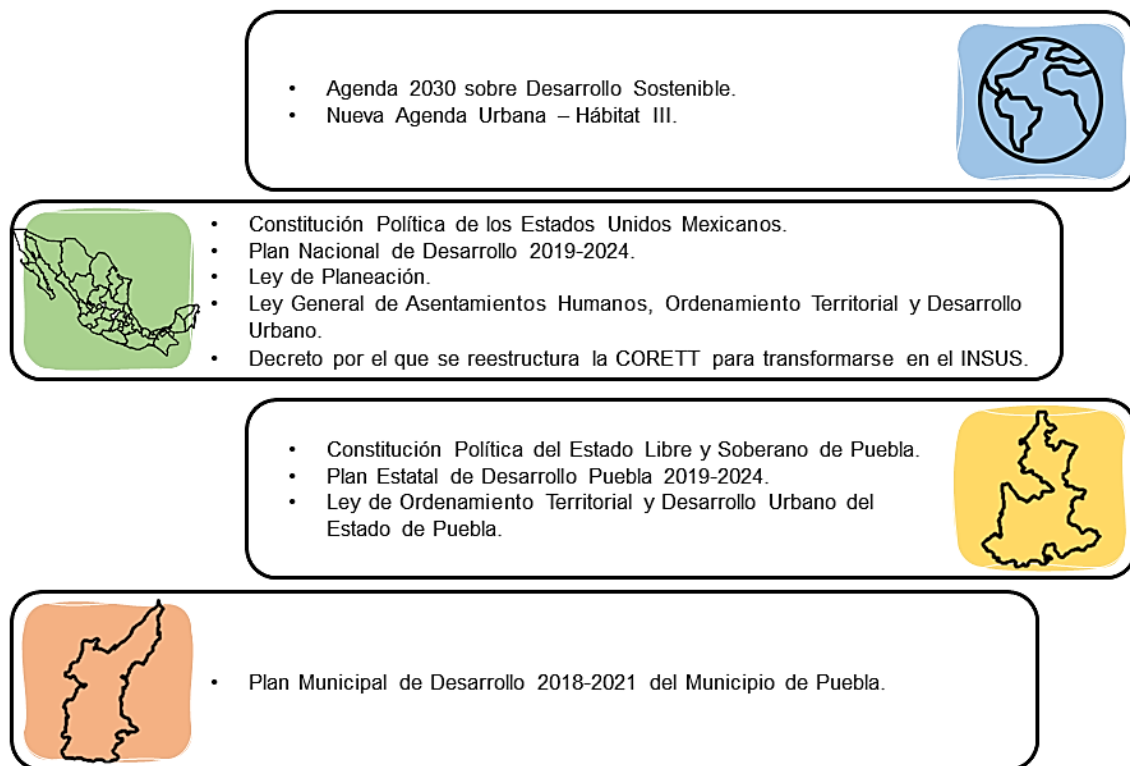 • Agenda 2030 sobre Desarrollo Sostenible.
• Nueva Agenda Urbana – Hábitat III.
• Constitución Política de los Estados Unidos Mexicanos.
• Plan Nacional de Desarrollo 2019-2024.
• Ley de Planeación.
• Ley General de Asentamientos Humanos, Ordenamiento Territorial y Desarrollo
Urbano.
• Decreto por el que se reestructura la CORETT para transformarse en el INSUS.
• Constitución Política del Estado Libre y Soberano de Puebla.
• Plan Estatal de Desarrollo Puebla 2019-2024.
• Ley de Ordenamiento Territorial y Desarrollo Urbano del
Estado de Puebla.
• Plan Municipal de Desarrollo 2018-2021 del Municipio de Puebla.